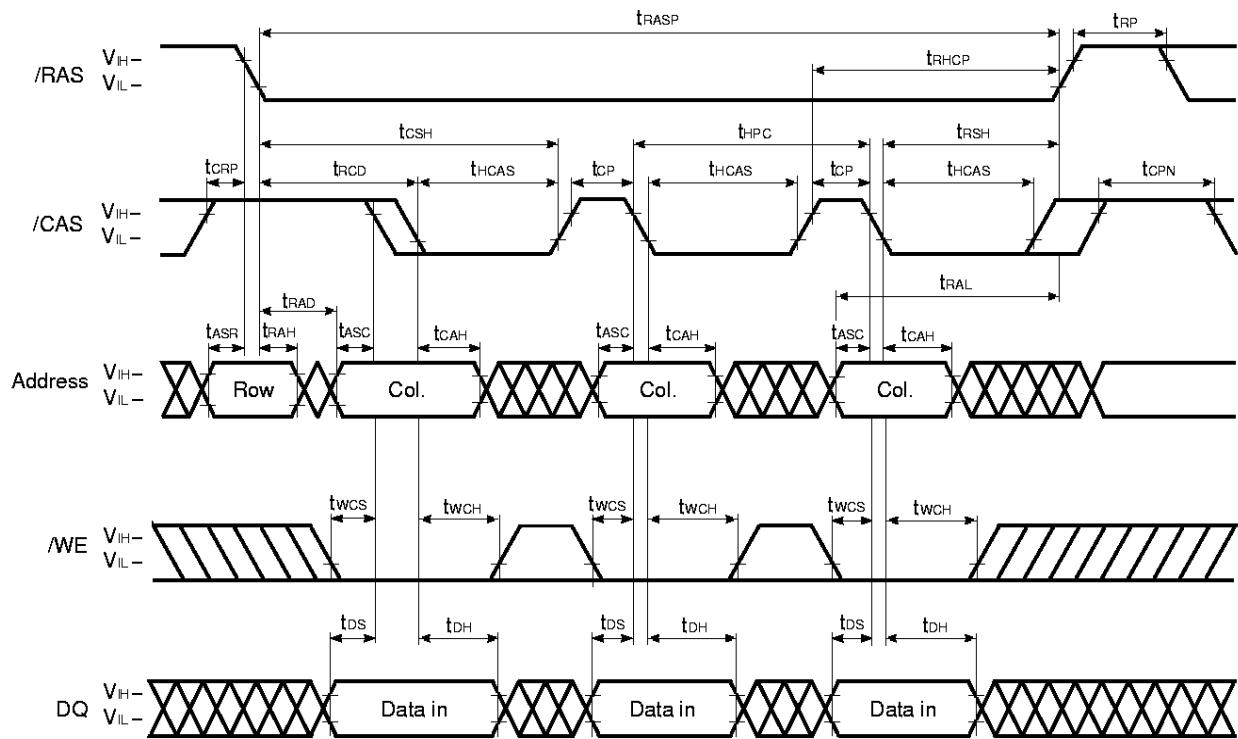 tRASP tRP
/RAS VIH– VIL–
tRHCP
tCSH tHPC tRSH
tCRP tRCD tHCAS tCP tHCAS tCP tHCAS tCPN
/CAS VIH– VIL–
tRAD tRAL
tASR tRAH tASC tCAH tASC tCAH tASC tCAH
Address VIH– VIL– Row Col. Col. Col.
tWCS tWCH tWCS tWCH tWCS tWCH
/WE VIH– VIL–
tDS tDH tDS tDH tDS tDH
DQ VIH– VIL– Data in Data in Data in